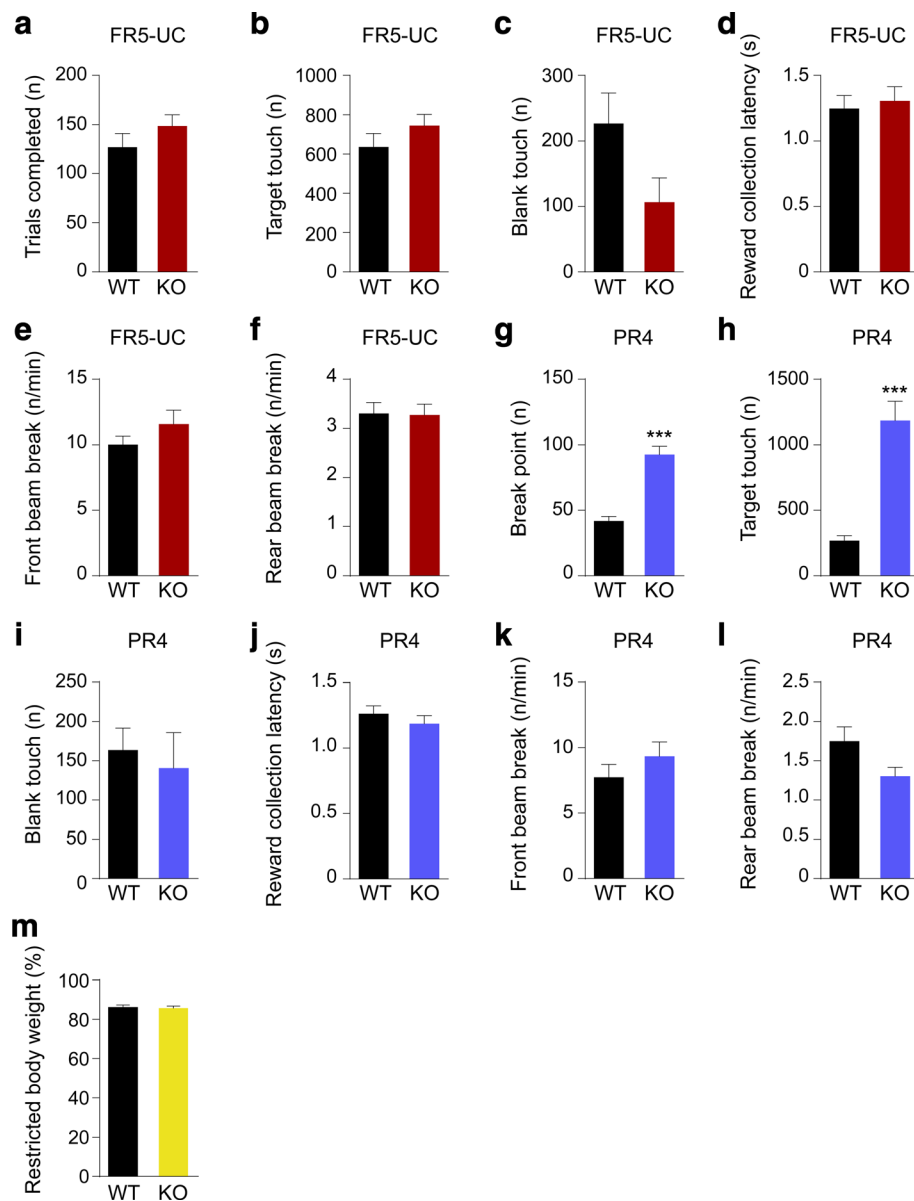 a
FR5-UC
Trials completed (n)
200
150
100
50
0
WT KO
b
FR5-UC
Target touch (n)
1000
800
600
400
200
0
WT KO
c
FR5-UC
Blank touch (n)
300
200
100
0
WT KO
d
FR5-UC
Reward collection latency (s)
1.5
1.0
0.5
0
WT KO
e
FR5-UC
Front beam break (n/min)
15
10
5
0
WT KO
f
FR5-UC
Rear beam break (n/min)
4
3
2
1
0
WT KO
g
PR4
Break point (n)
150
100
50
0
***
WT KO
h
PR4
Target touch (n)
1500
1000
500
0
***
WT KO
i
PR4
Blank touch (n)
250
200
150
100
50
0
WT KO
j
PR4
Reward collection latency (s)
1.5
1.0
0.5
0
WT KO
k
PR4
Front beam break (n/min)
15
10
5
0
WT KO
l
PR4
Rear beam break (n/min)
2.5
2.0
1.5
1.0
0.5
0
WT KO
m
Restricted body weight (%)
100
80
60
40
20
0
WT KO